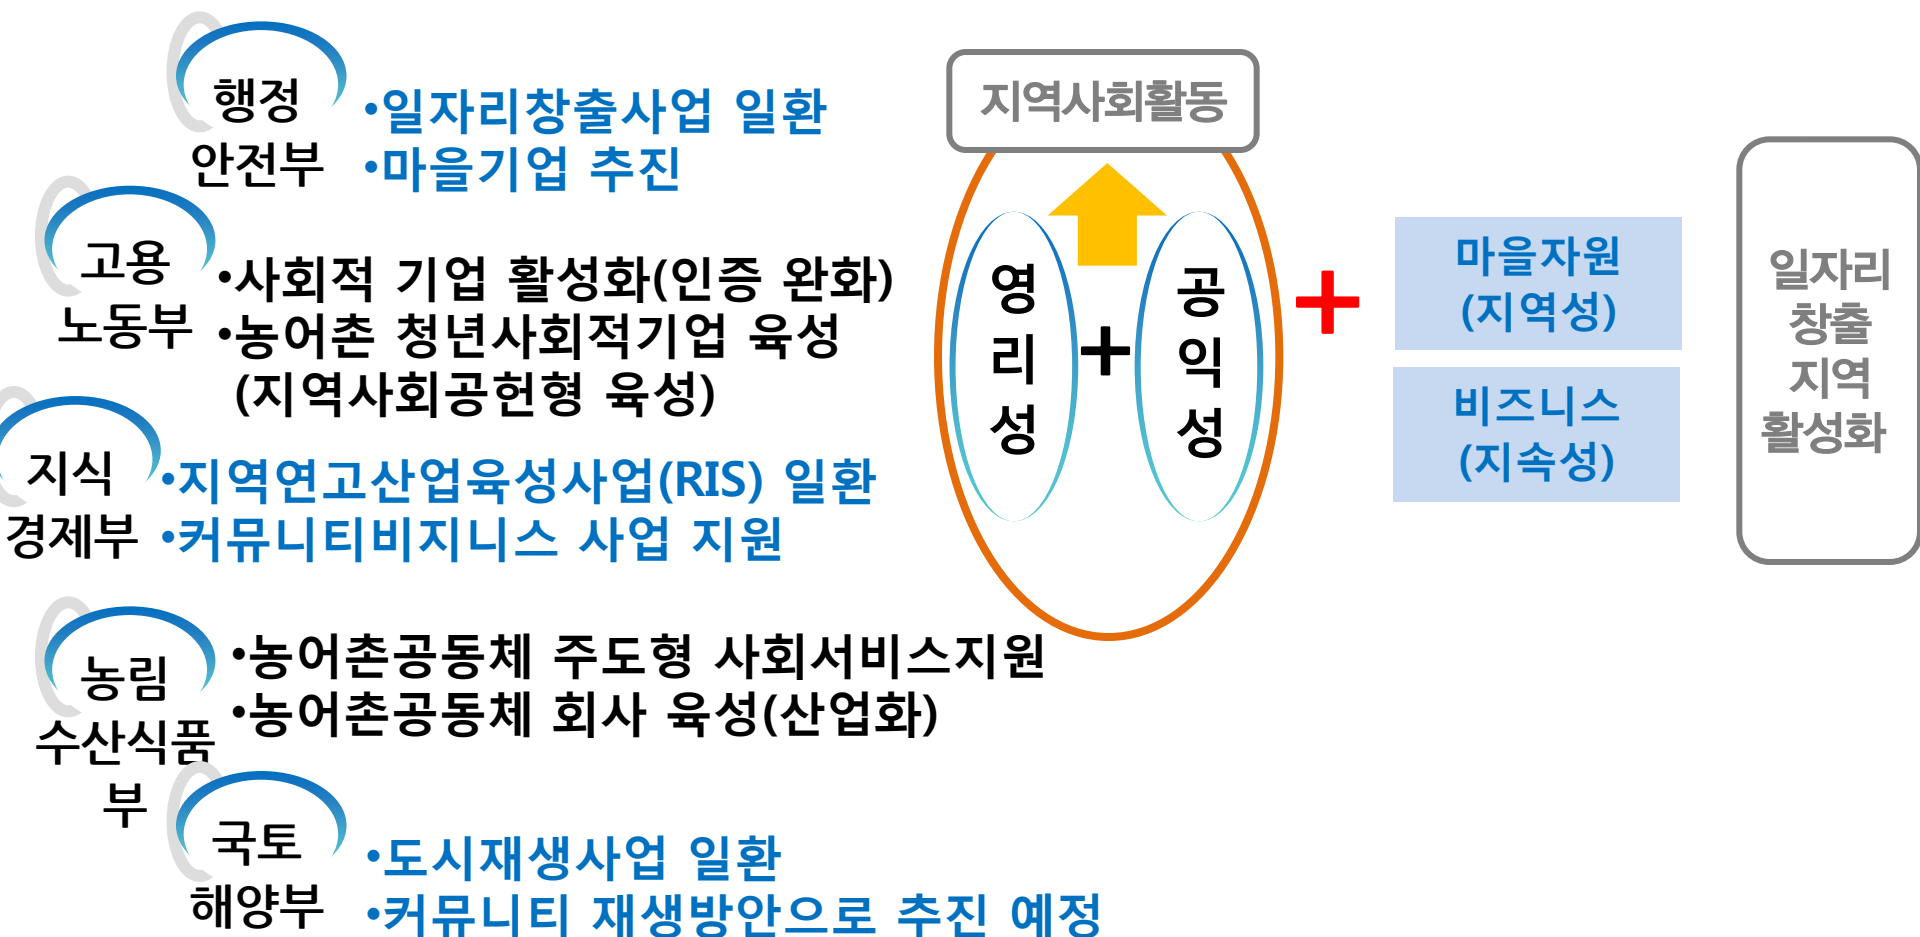 행정
안전부
•일자리창출사업 일환
•마을기업 추진
고용
노동부
•사회적 기업 활성화(인증 완화)
•농어촌 청년사회적기업 육성
(지역사회공헌형 육성)
지식
경제부
•지역연고산업육성사업(RIS) 일환
•커뮤니티비지니스 사업 지원
농림
수산식품
부
•농어촌공동체 주도형 사회서비스지원
•농어촌공동체 회사 육성(산업화)
국토
해양부
•도시재생사업 일환
•커뮤니티 재생방안으로 추진 예정
지역사회활동
영
리
성
+
공
익
성
+
마을자원
(지역성)
비즈니스
(지속성)
일자리
창출
지역
활성화